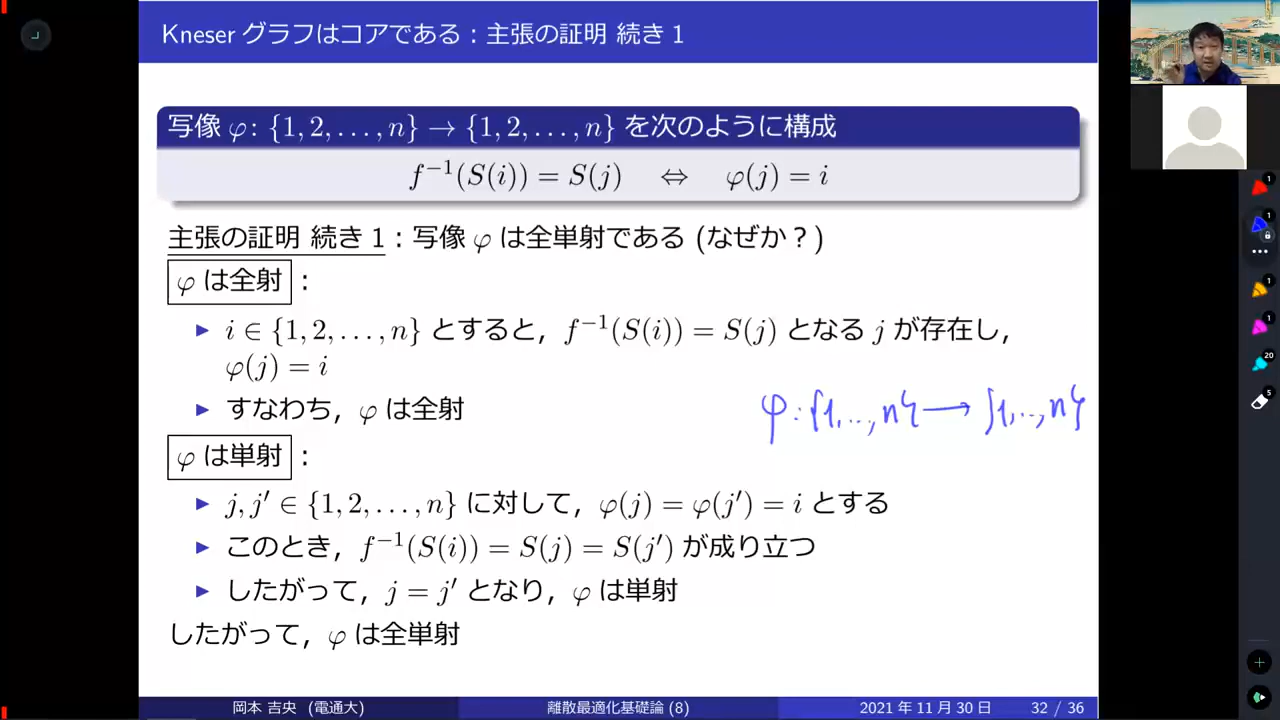 Kneser グラフはコアである : 主張の証明 続き 1
写像 φ: {1, 2, . . . , n} → {1, 2, . . . , n} を次のように構成
f⁻¹(S(i)) = S(j) ⇔ φ(j) = i
主張の証明 続き 1 : 写像 φ は全単射である (なぜか？)
φ は全射 :
▶ i ∈ {1, 2, . . . , n} とすると, f⁻¹(S(i)) = S(j) となる j が存在し,
φ(j) = i
▶ すなわち, φ は全射
φ : {1, ..., n} → {1, ..., n}
φ は単射 :
▶ j, j′ ∈ {1, 2, . . . , n} に対して, φ(j) = φ(j′) = i とする
▶ このとき, f⁻¹(S(i)) = S(j) = S(j′) が成り立つ
▶ したがって, j = j′ となり, φ は単射
したがって, φ は全単射
岡本 吉央 (電通大) 離散最適化基礎論 (8) 2021 年 11 月 30 日 32 / 36
1
1
1
1
20
5